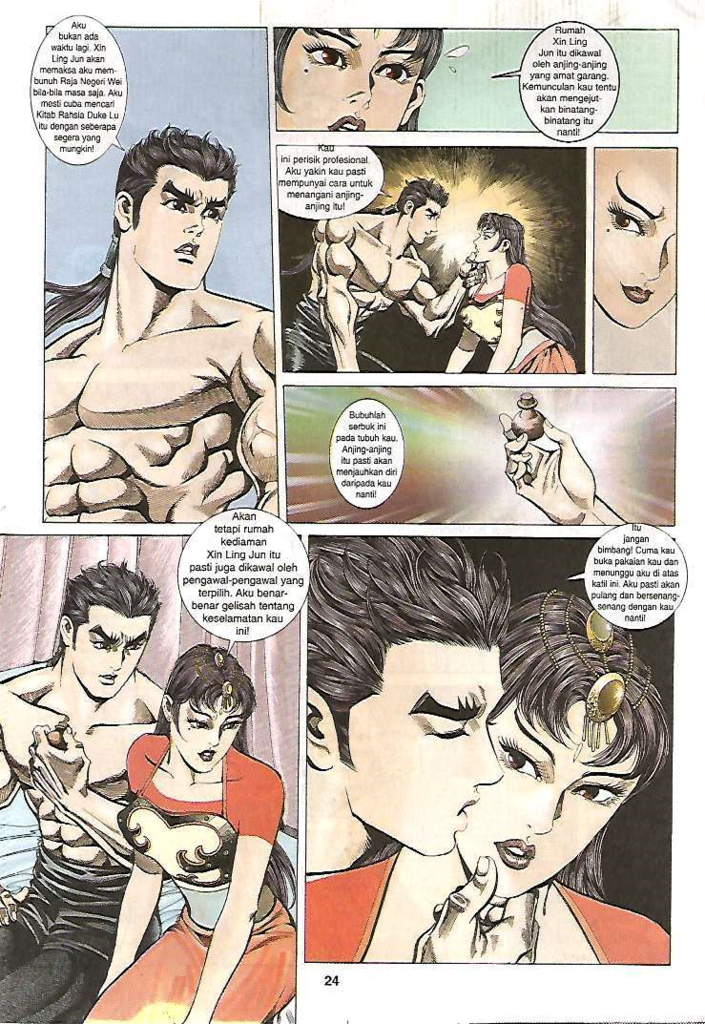 Aku
bukan ada
waktu lagi. Xin
Ling Jun akan
memaksa aku mem-
bunuh Raja Negeri Wei
bila-bila masa saja. Aku
mesti cuba mencari
Kitab Rahsia Duke Lu
itu dengan seberapa
segera yang
mungkin!
Rumah
Xin Ling
Jun itu dikawal
oleh anjing-anjing
yang amat garang.
Kemunculan kau tentu
akan mengejut-
kan binatang-
binatang itu
nanti!
Kau
ini perisik profesional.
Aku yakin kau pasti
mempunyai cara untuk
menangani anjing-
anjing itu!
Bubuhlah
serbuk ini
pada tubuh kau.
Anjing-anjing
itu pasti akan
menjauhkan diri
daripada kau
nanti!
Akan
tetapi rumah
kediaman
Xin Ling Jun itu
pasti juga dikawal oleh
pengawal-pengawal yang
terpilih. Aku benar-
benar gelisah tentang
keselamatan kau
ini!
Itu
jangan
bimbang! Cuma kau
buka pakaian kau dan
menunggu aku di atas
katil ini. Aku pasti akan
pulang dan bersenang-
senang dengan kau
nanti!
24